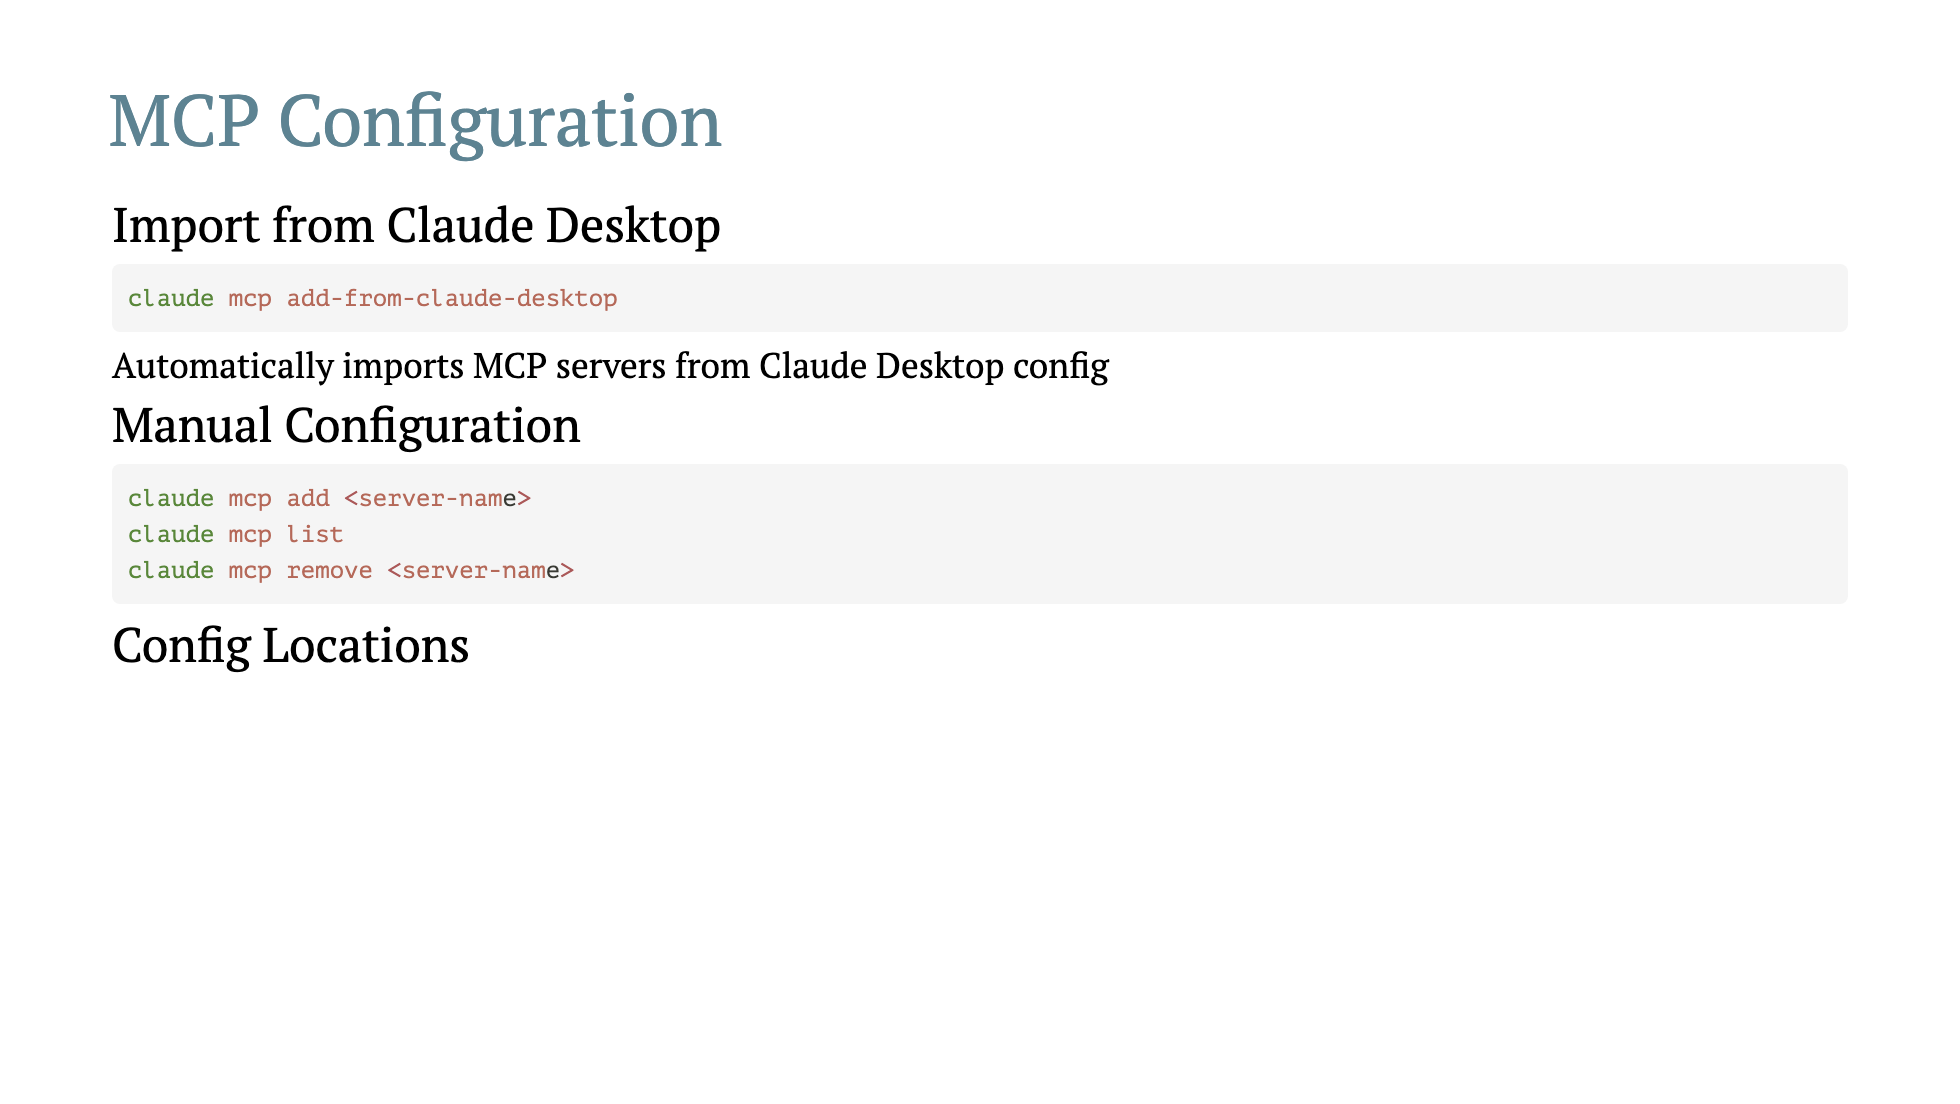 MCP Configuration
Import from Claude Desktop
claude mcp add-from-claude-desktop
Automatically imports MCP servers from Claude Desktop config
Manual Configuration
claude mcp add <server-name>
claude mcp list
claude mcp remove <server-name>
Config Locations